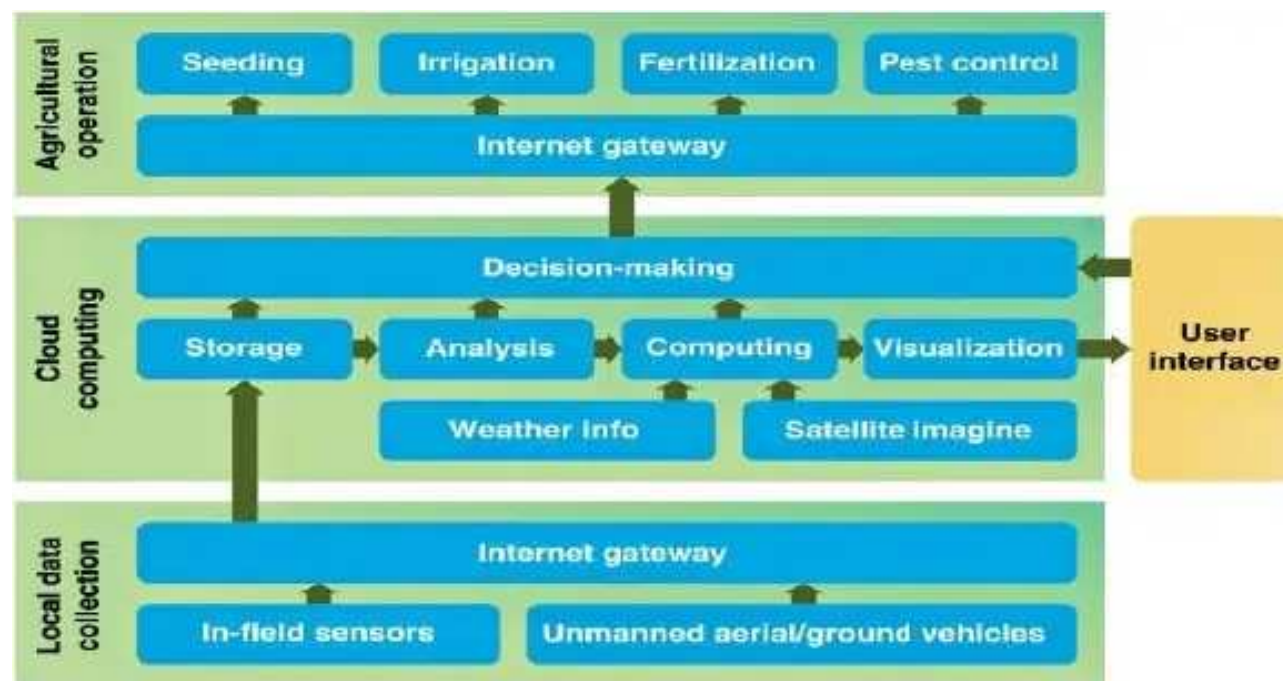 Agricultural
operation
Seeding
Irrigation
Fertilization
Pest control
Internet gateway
Cloud
computing
Decision-making
Storage
Analysis
Computing
Visualization
Weather info
Satellite imagine
User
interface
Local data
collection
Internet gateway
In-field sensors
Unmanned aerial/ground vehicles